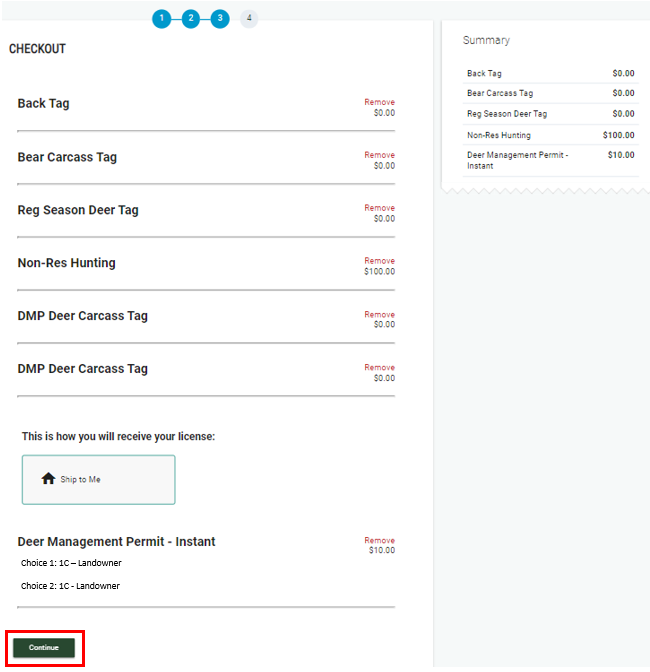 1 2 3 4
CHECKOUT
Back Tag
Remove
$0.00
Bear Carcass Tag
Remove
$0.00
Reg Season Deer Tag
Remove
$0.00
Non-Res Hunting
Remove
$100.00
DMP Deer Carcass Tag
Remove
$0.00
DMP Deer Carcass Tag
Remove
$0.00
This is how you will receive your license:
Ship to Me
Deer Management Permit - Instant
Remove
$10.00
Choice 1: 1C – Landowner
Choice 2: 1C - Landowner
Continue
Summary
Back Tag $0.00
Bear Carcass Tag $0.00
Reg Season Deer Tag $0.00
Non-Res Hunting $100.00
Deer Management Permit - $10.00
Instant